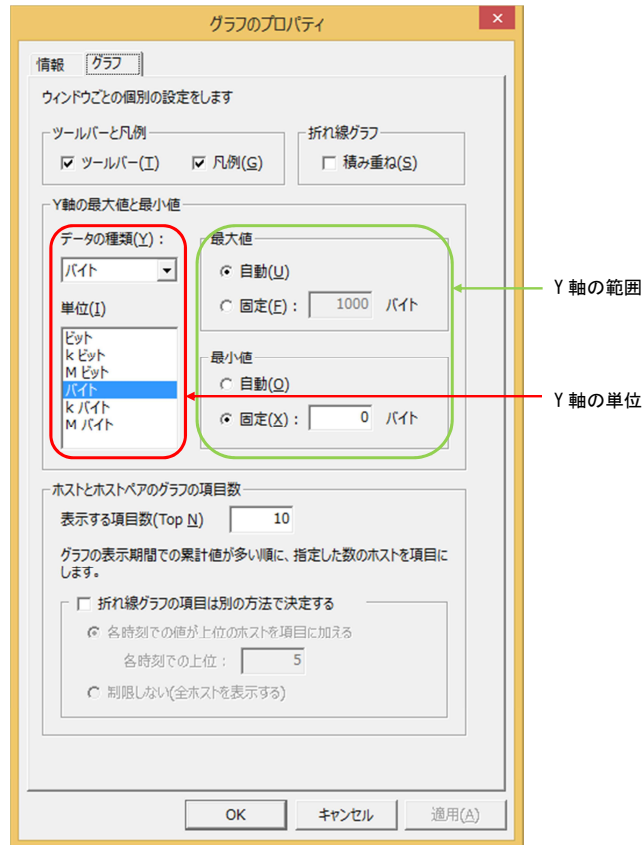 グラフのプロパティ
情報 グラフ
ウィンドウごとの個別の設定をします
ツールバーと凡例
ツールバー(T) 凡例(G)
折れ線グラフ
積み重ね(S)
Y軸の最大値と最小値
データの種類(Y):
バイト
単位(I)
ビット
k ビット
M ビット
バイト
k バイト
M バイト
最大値
自動(U)
固定(F): 1000 バイト
最小値
自動(O)
固定(X): 0 バイト
Y 軸の範囲
Y 軸の単位
ホストとホストペアのグラフの項目数
表示する項目数(Top N) 10
グラフの表示期間での累計値が多い順に、指定した数のホストを項目に
します。
折れ線グラフの項目は別の方法で決定する
各時刻での値が上位のホストを項目に加える
各時刻での上位: 5
制限しない(全ホストを表示する)
OK キャンセル 適用(A)